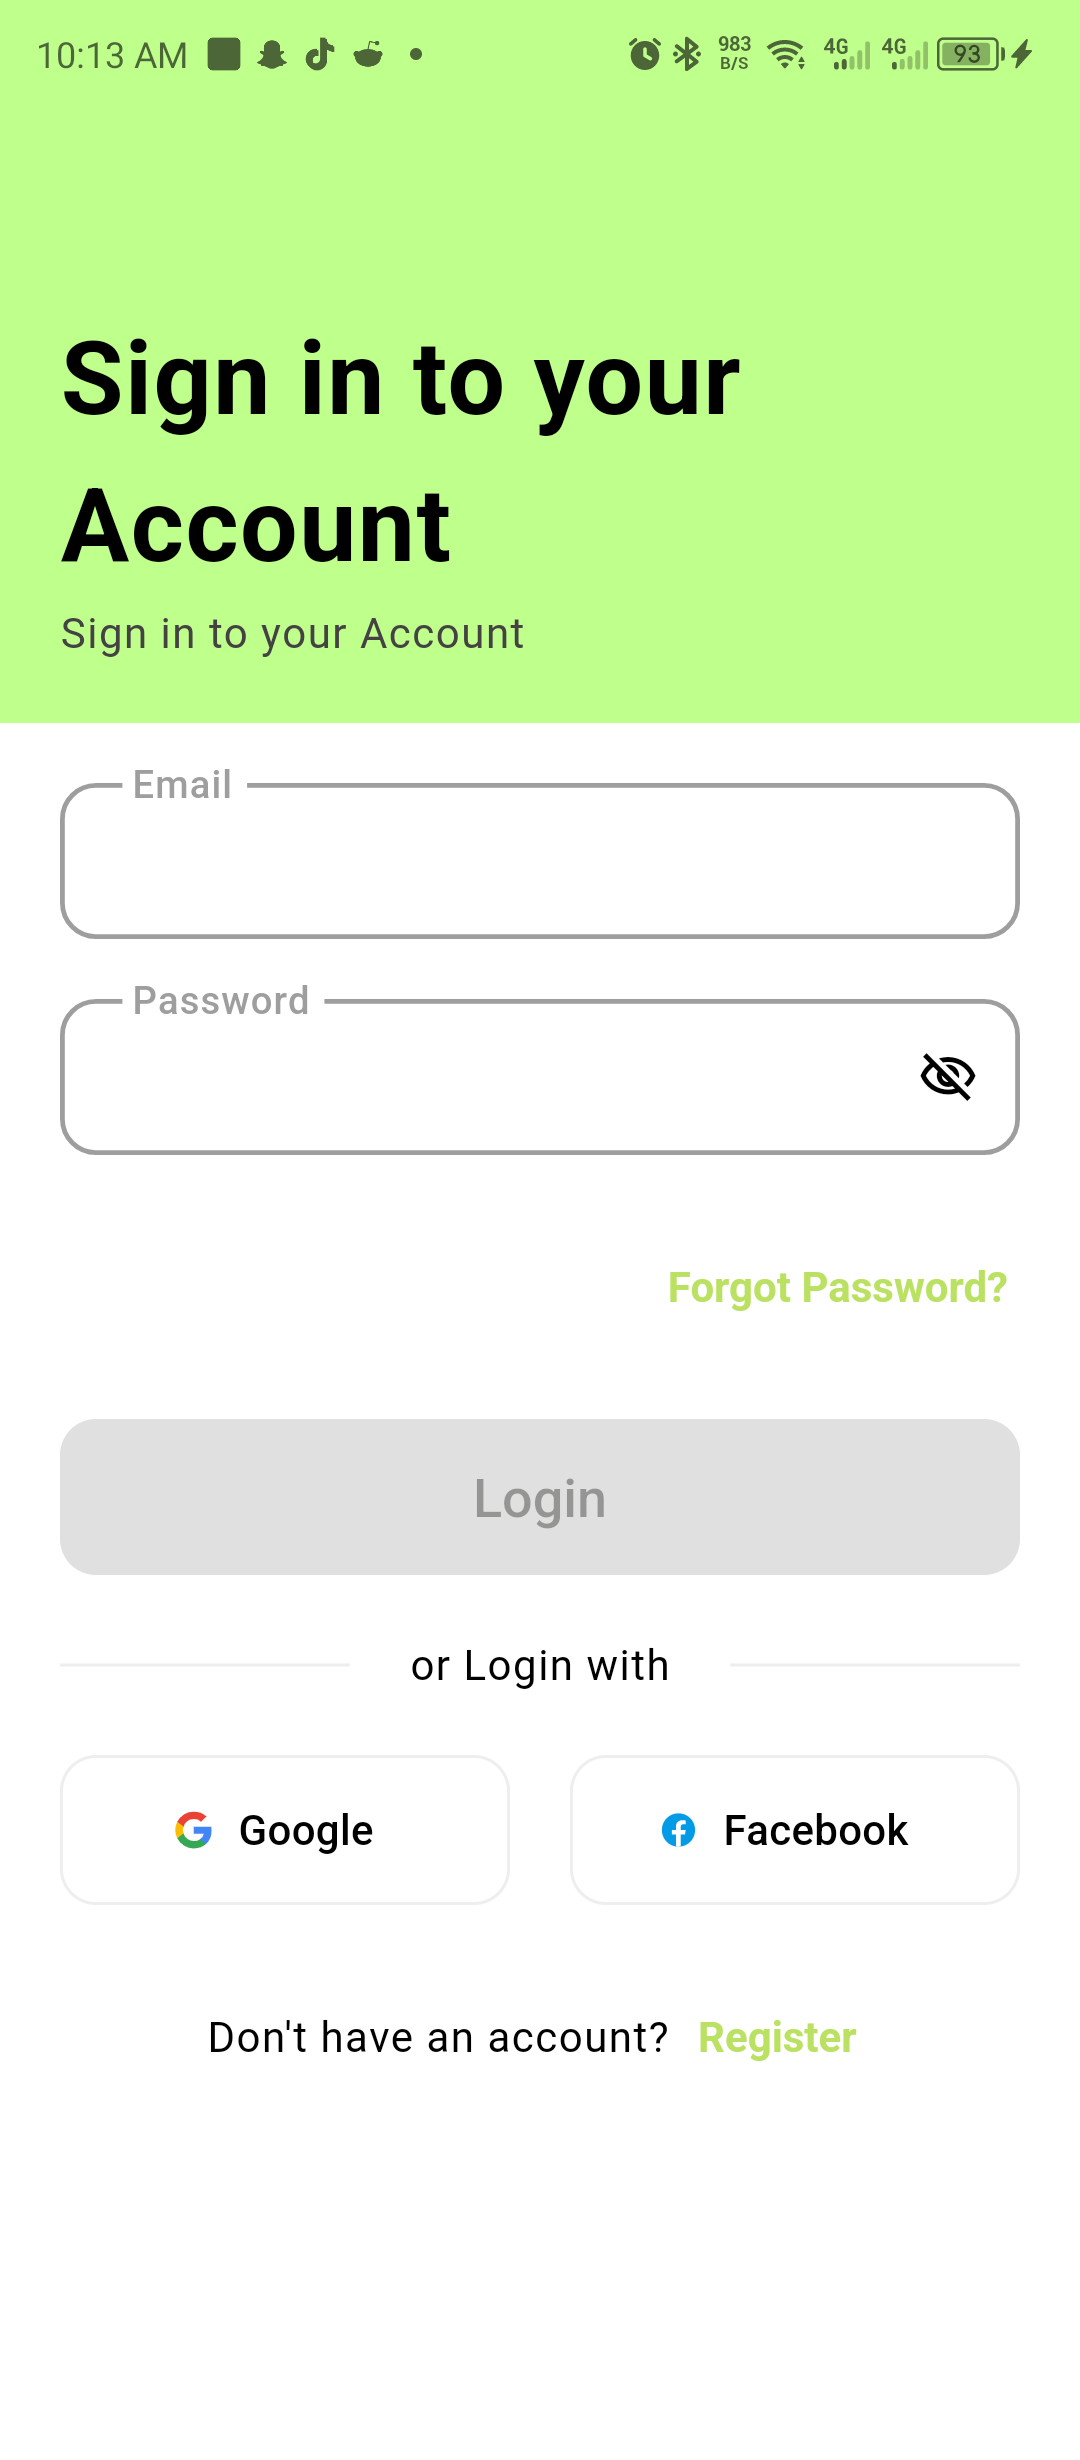 10:13 AM 983 B/S 4G 4G 93
Sign in to your
Account
Sign in to your Account
Email
Password
Forgot Password?
Login
or Login with
Google Facebook
Don't have an account? Register